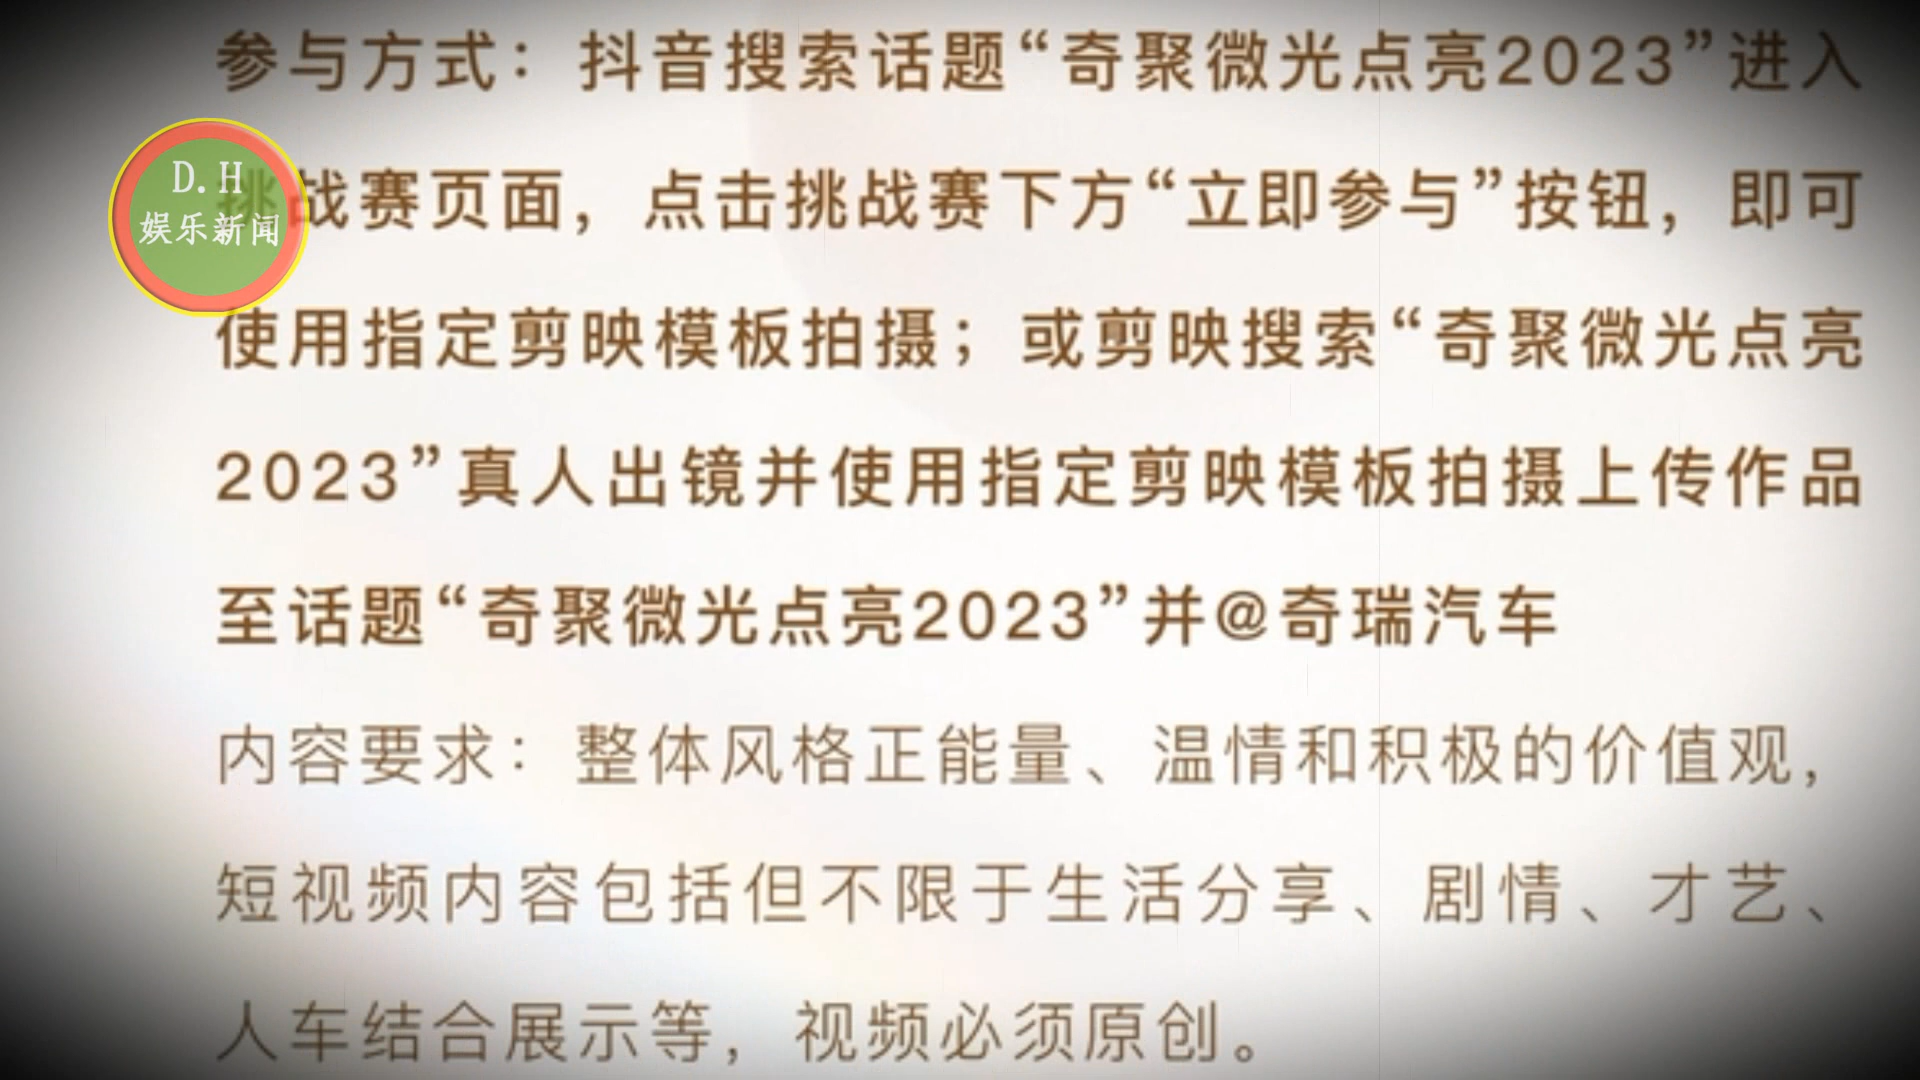 参与方式：抖音搜索话题“奇聚微光点亮2023”进入
挑战赛页面，点击挑战赛下方“立即参与”按钮，即可
使用指定剪映模板拍摄；或剪映搜索“奇聚微光点亮
2023”真人出镜并使用指定剪映模板拍摄上传作品
至话题“奇聚微光点亮2023”并@奇瑞汽车
内容要求：整体风格正能量、温情和积极的价值观，
短视频内容包括但不限于生活分享、剧情、才艺、
人车结合展示等，视频必须原创。
D.H
娱乐新闻